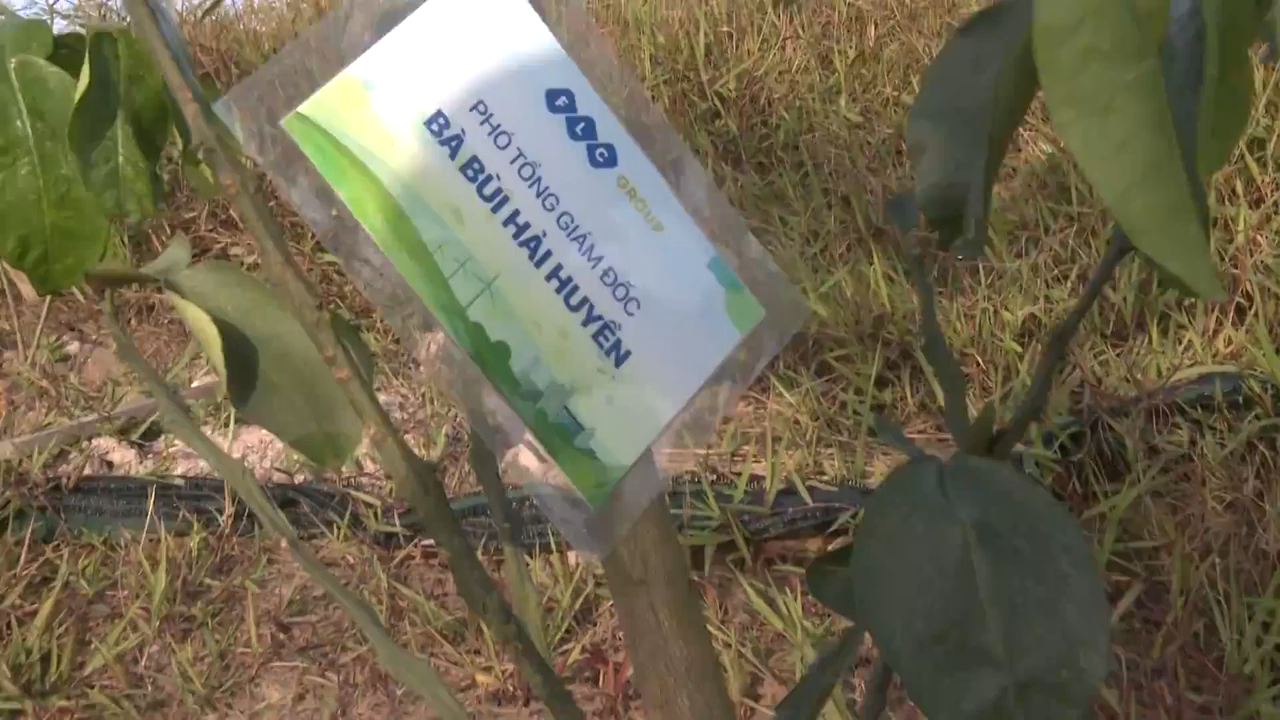 FLC
GROUP
PHÓ TỔNG GIÁM ĐỐC
BÀ BÙI HẢI HUYỀN